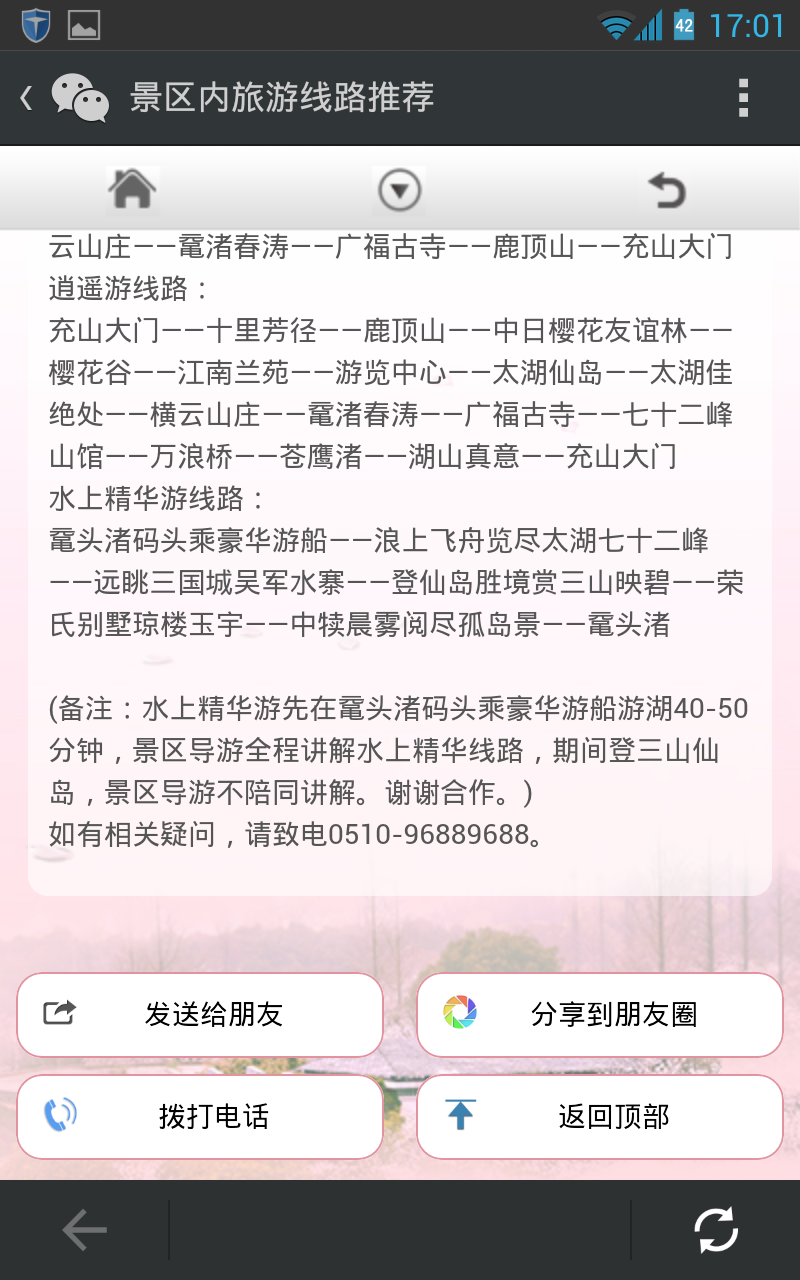 42 17:01
景区内旅游线路推荐
云山庄——鼋渚春涛——广福古寺——鹿顶山——充山大门
逍遥游线路：
充山大门——十里芳径——鹿顶山——中日樱花友谊林——
樱花谷——江南兰苑——游览中心——太湖仙岛——太湖佳
绝处——横云山庄——鼋渚春涛——广福古寺——七十二峰
山馆——万浪桥——苍鹰渚——湖山真意——充山大门
水上精华游线路：
鼋头渚码头乘豪华游船——浪上飞舟览尽太湖七十二峰
——远眺三国城吴军水寨——登仙岛胜境赏三山映碧——荣
氏别墅琼楼玉宇——中犊晨雾阅尽孤岛景——鼋头渚
(备注：水上精华游先在鼋头渚码头乘豪华游船游湖40-50
分钟，景区导游全程讲解水上精华线路，期间登三山仙
岛，景区导游不陪同讲解。谢谢合作。)
如有相关疑问，请致电0510-96889688。
发送给朋友
分享到朋友圈
拨打电话
返回顶部